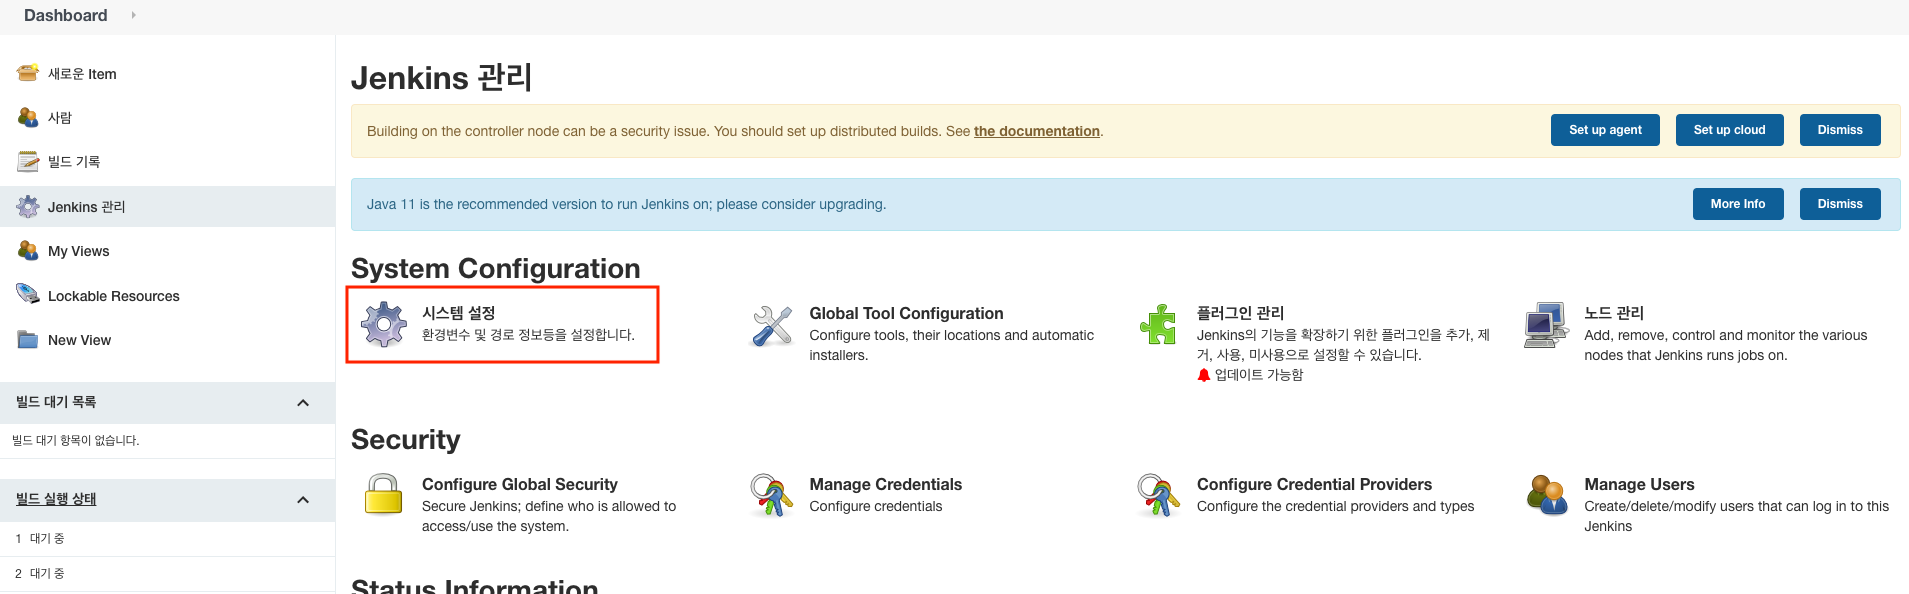 Dashboard
새로운 Item
사람
빌드 기록
Jenkins 관리
My Views
Lockable Resources
New View
빌드 대기 목록
빌드 대기 항목이 없습니다.
빌드 실행 상태
1 대기 중
2 대기 중
Jenkins 관리
Building on the controller node can be a security issue. You should set up distributed builds. See the documentation.
Set up agent
Set up cloud
Dismiss
Java 11 is the recommended version to run Jenkins on; please consider upgrading.
More Info
Dismiss
System Configuration
시스템 설정
환경변수 및 경로 정보등을 설정합니다.
Global Tool Configuration
Configure tools, their locations and automatic
installers.
플러그인 관리
Jenkins의 기능을 확장하기 위한 플러그인을 추가, 제
거, 사용, 미사용으로 설정할 수 있습니다.
업데이트 가능함
노드 관리
Add, remove, control and monitor the various
nodes that Jenkins runs jobs on.
Security
Configure Global Security
Secure Jenkins; define who is allowed to
access/use the system.
Manage Credentials
Configure credentials
Configure Credential Providers
Configure the credential providers and types
Manage Users
Create/delete/modify users that can log in to this
Jenkins
Status Information